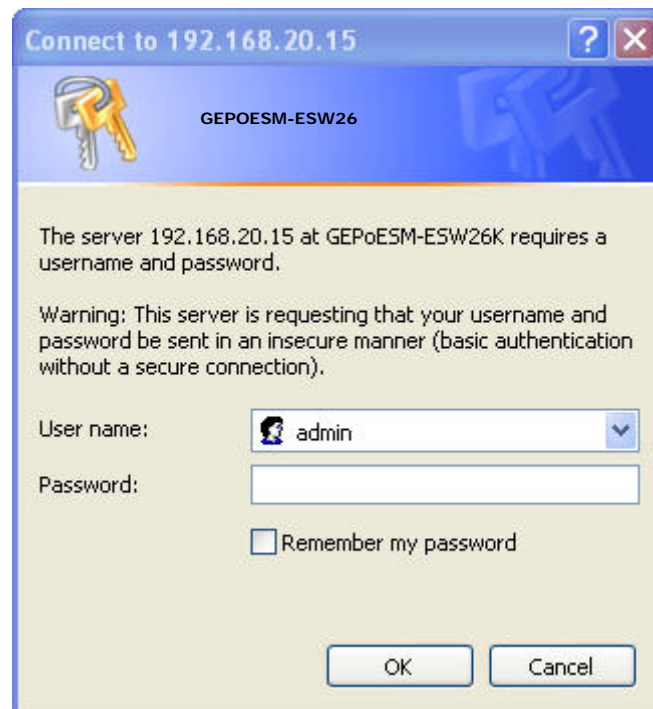 Connect to 192.168.20.15
GEPOESM-ESW26
The server 192.168.20.15 at GEPoESM-ESW26K requires a
username and password.
Warning: This server is requesting that your username and
password be sent in an insecure manner (basic authentication
without a secure connection).
User name:
admin
Password:
Remember my password
OK
Cancel